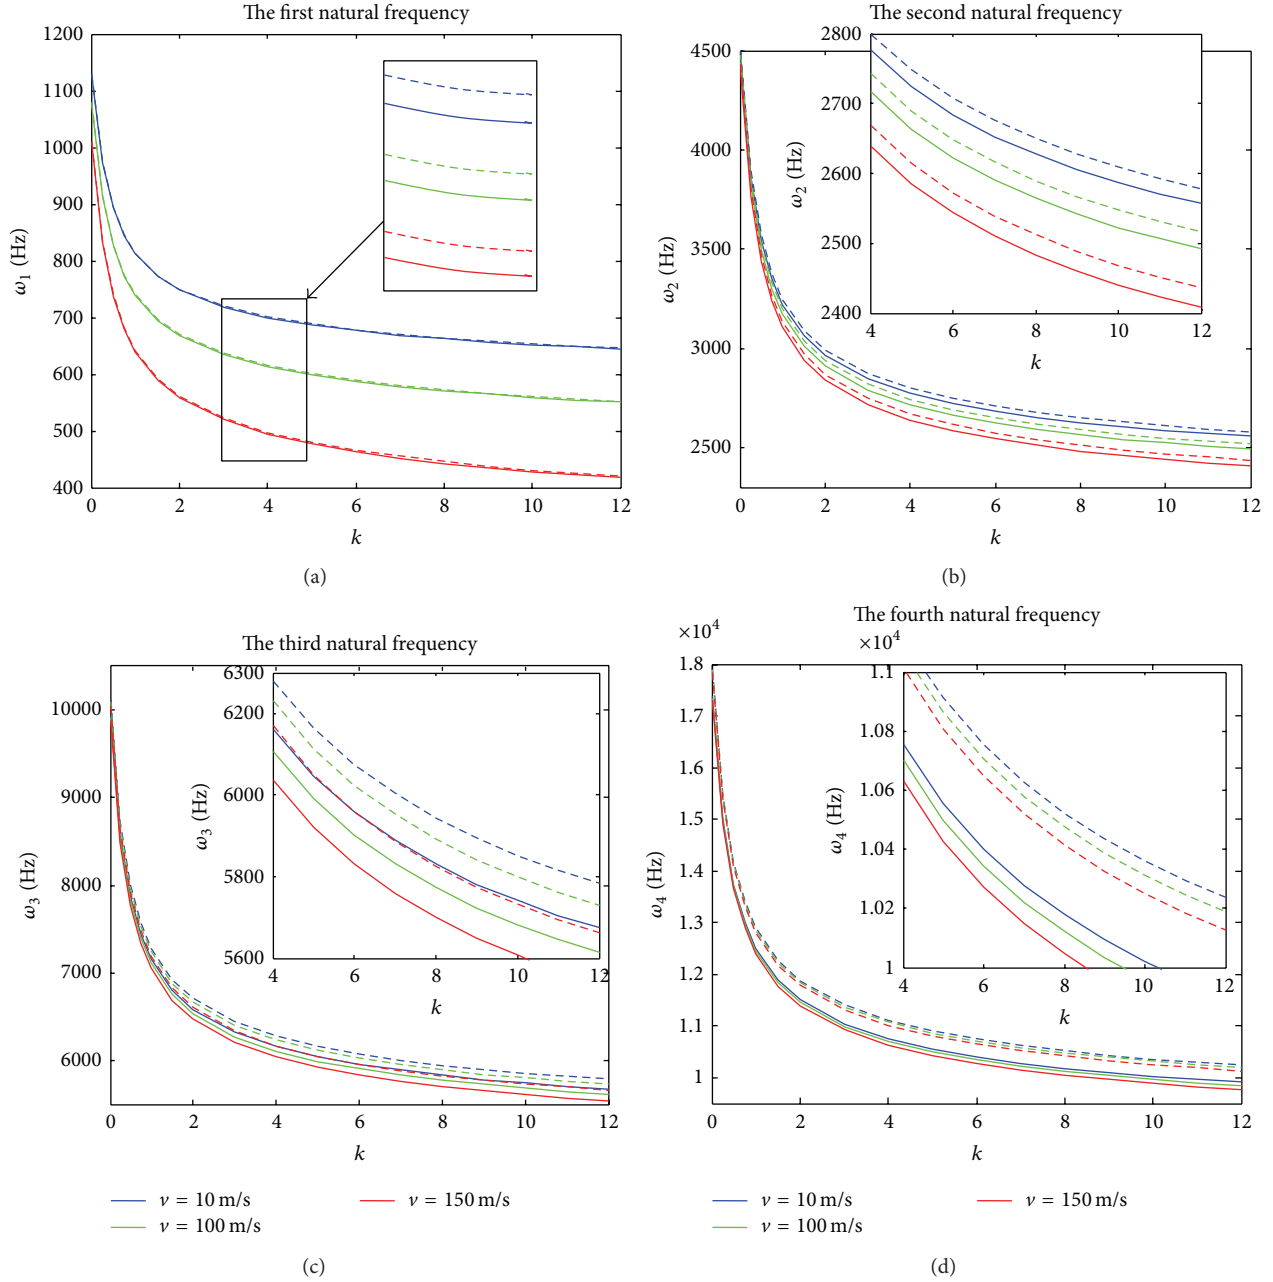 The first natural frequency
1200
1100
1000
900
800
700
600
500
400
ω1 (Hz)
0 2 4 6 8 10 12
k
(a)
The second natural frequency
4500
4000
3500
3000
2500
ω2 (Hz)
0 2 4 6 8 10 12
k
2800
2700
2600
2500
2400
ω2 (Hz)
4 6 8 10 12
k
(b)
The third natural frequency
10000
9000
8000
7000
6000
ω3 (Hz)
0 2 4 6 8 10 12
k
6300
6200
6000
5800
5600
ω3 (Hz)
4 6 8 10 12
k
v = 10 m/s
v = 100 m/s
v = 150 m/s
(c)
The fourth natural frequency
×10⁴
1.8
1.7
1.6
1.5
1.4
1.3
1.2
1.1
1
ω4 (Hz)
0 2 4 6 8 10 12
k
×10⁴
1.1
1.08
1.06
1.04
1.02
1
ω4 (Hz)
4 6 8 10 12
k
v = 10 m/s
v = 100 m/s
v = 150 m/s
(d)